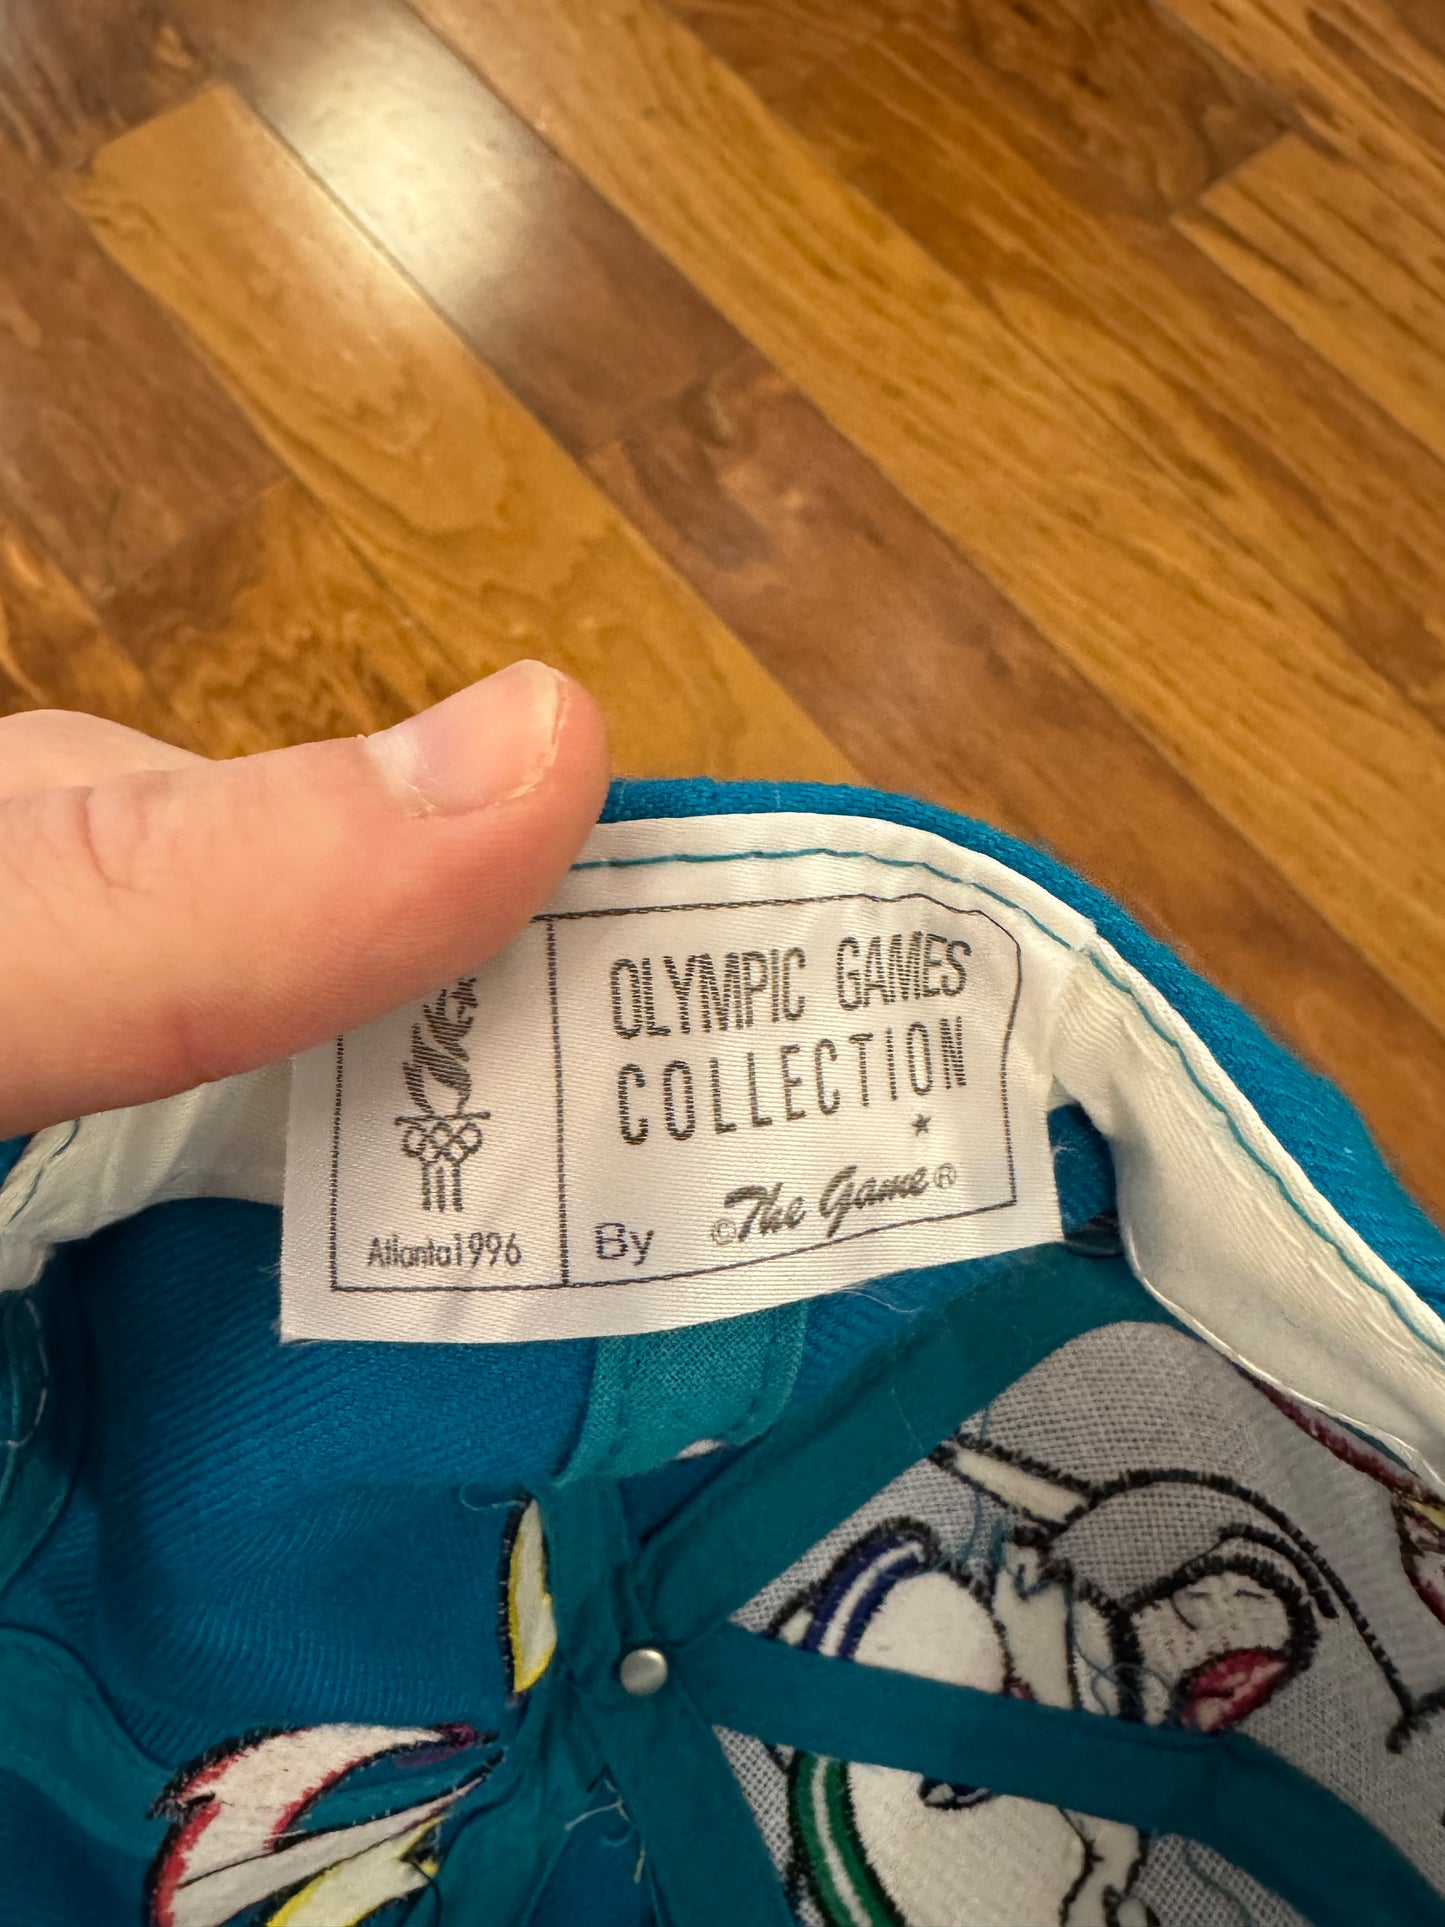 OLYMPIC GAMES
COLLECTION
By ©The Game®
Atlanta1996